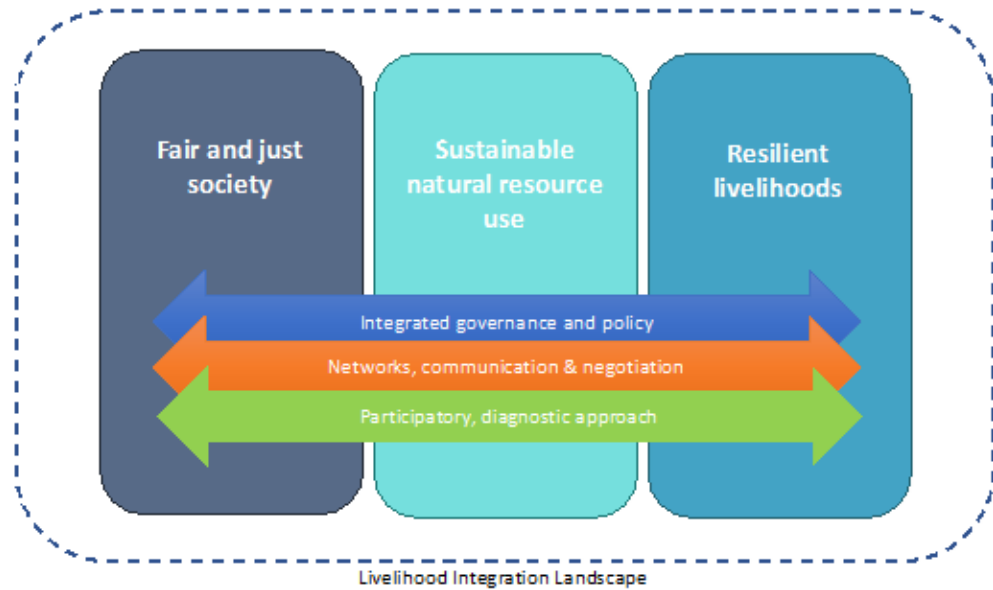 Fair and just
society
Sustainable
natural resource
use
Resilient
livelihoods
Integrated governance and policy
Networks, communication & negotiation
Participatory, diagnostic approach
Livelihood Integration Landscape